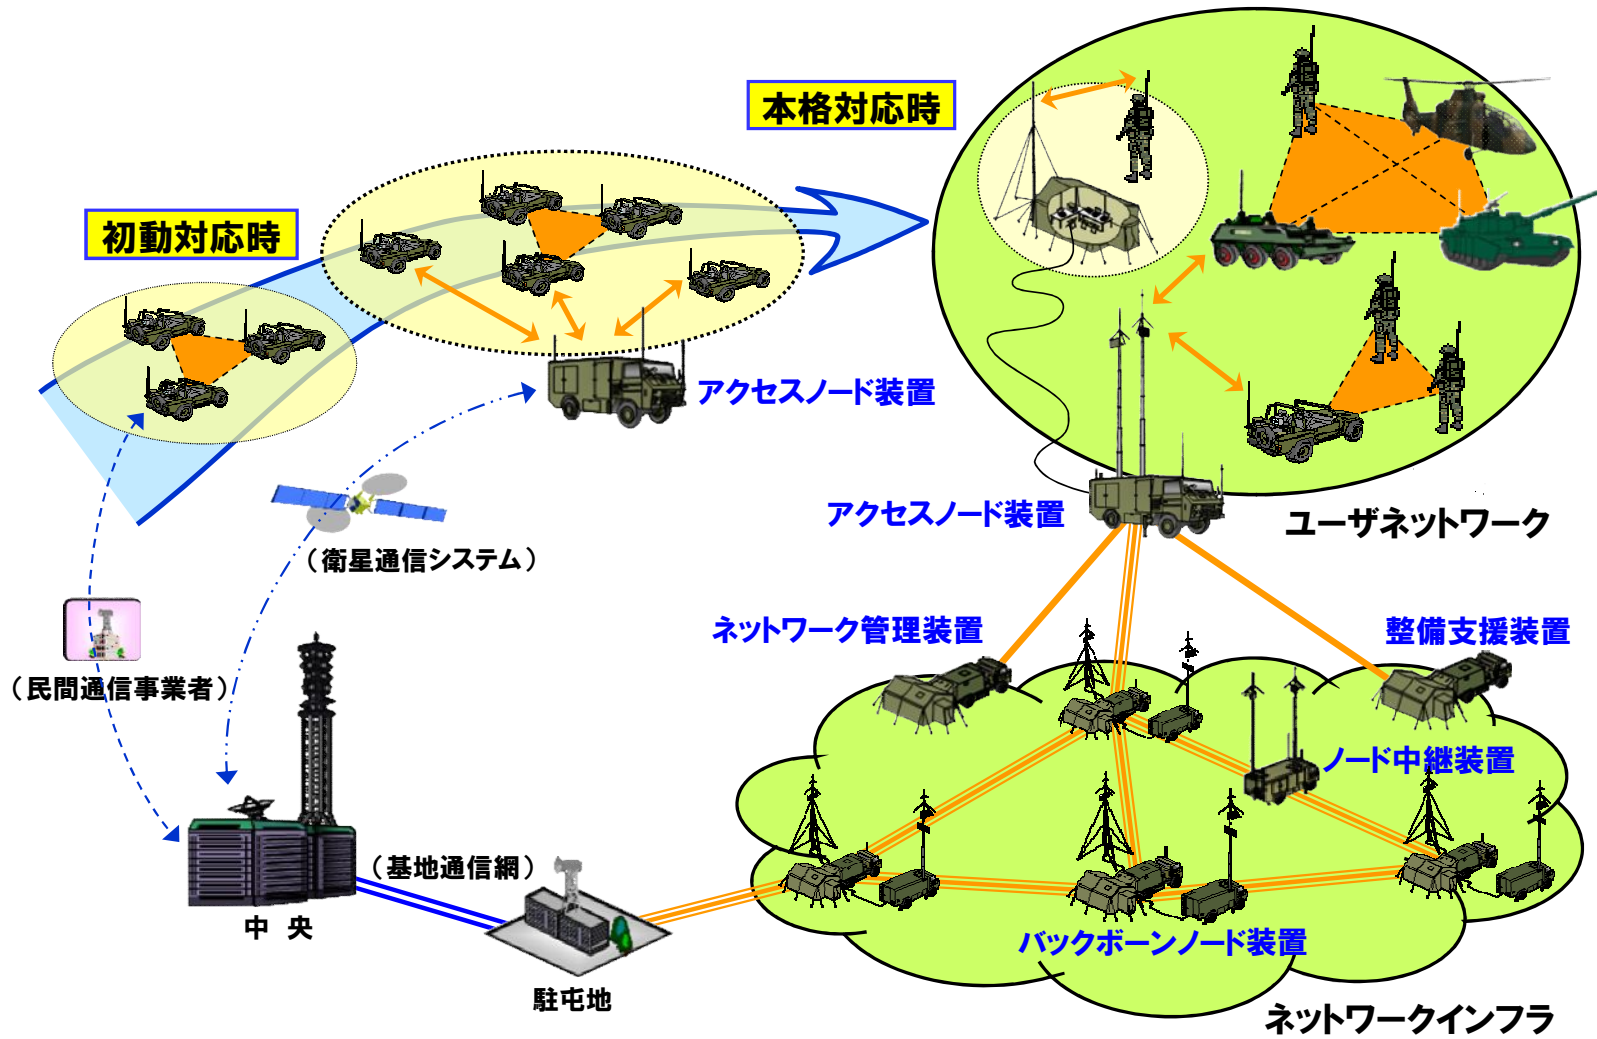 本格対応時
初動対応時
アクセスノード装置
アクセスノード装置
ユーザネットワーク
(衛星通信システム)
ネットワーク管理装置
整備支援装置
(民間通信事業者)
ノード中継装置
(基地通信網)
中 央
バックボーンノード装置
駐屯地
ネットワークインフラ